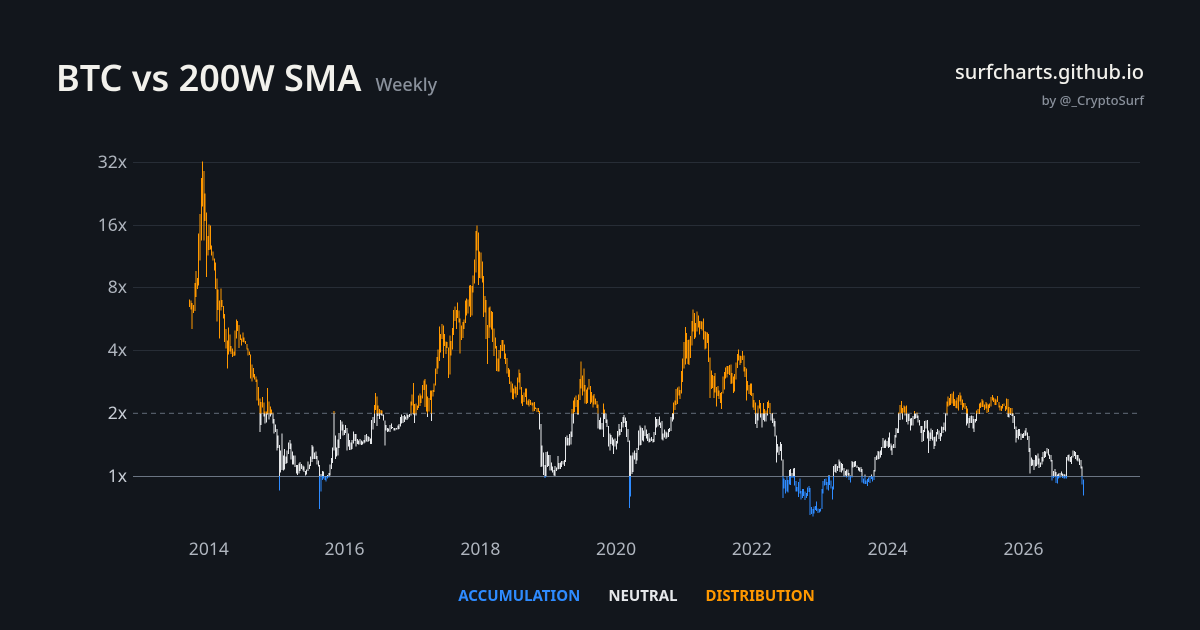 BTC vs 200W SMA Weekly
surfcharts.github.io
by @_CryptoSurf
32x
16x
8x
4x
2x
1x
2014 2016 2018 2020 2022 2024 2026
ACCUMULATION NEUTRAL DISTRIBUTION